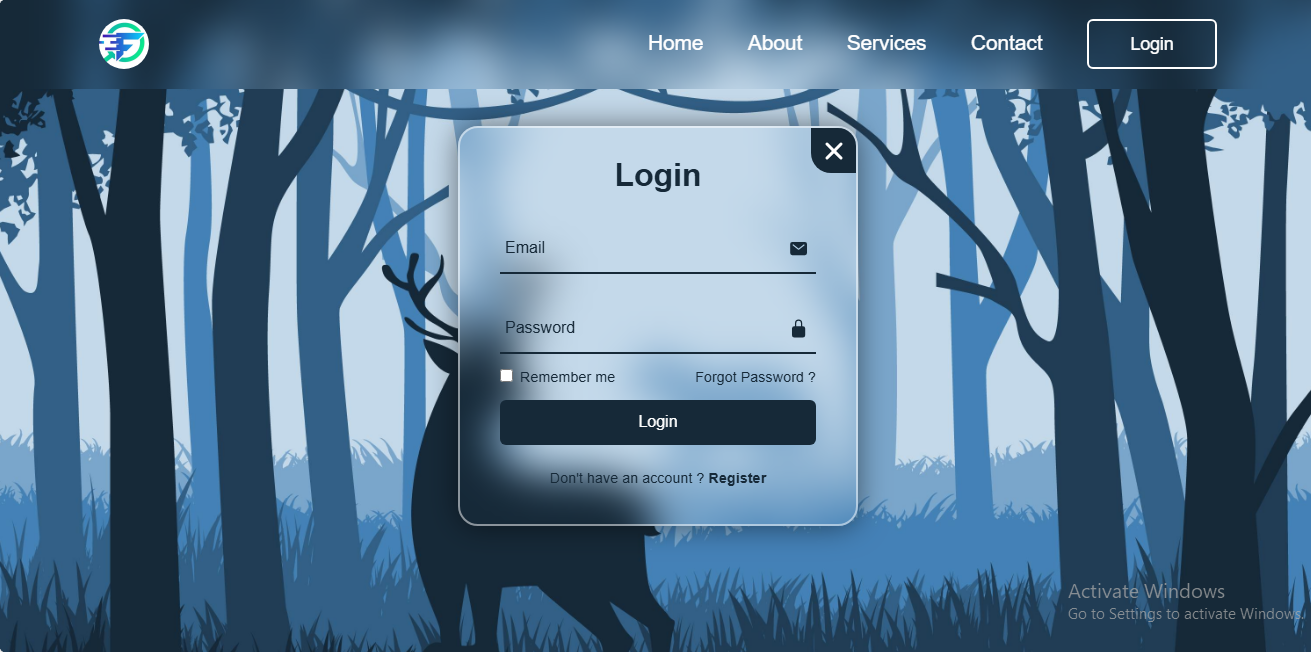 Home About Services Contact Login
Login
Email
Password
Remember me Forgot Password ?
Login
Don't have an account ? Register
Activate Windows
Go to Settings to activate Windows.